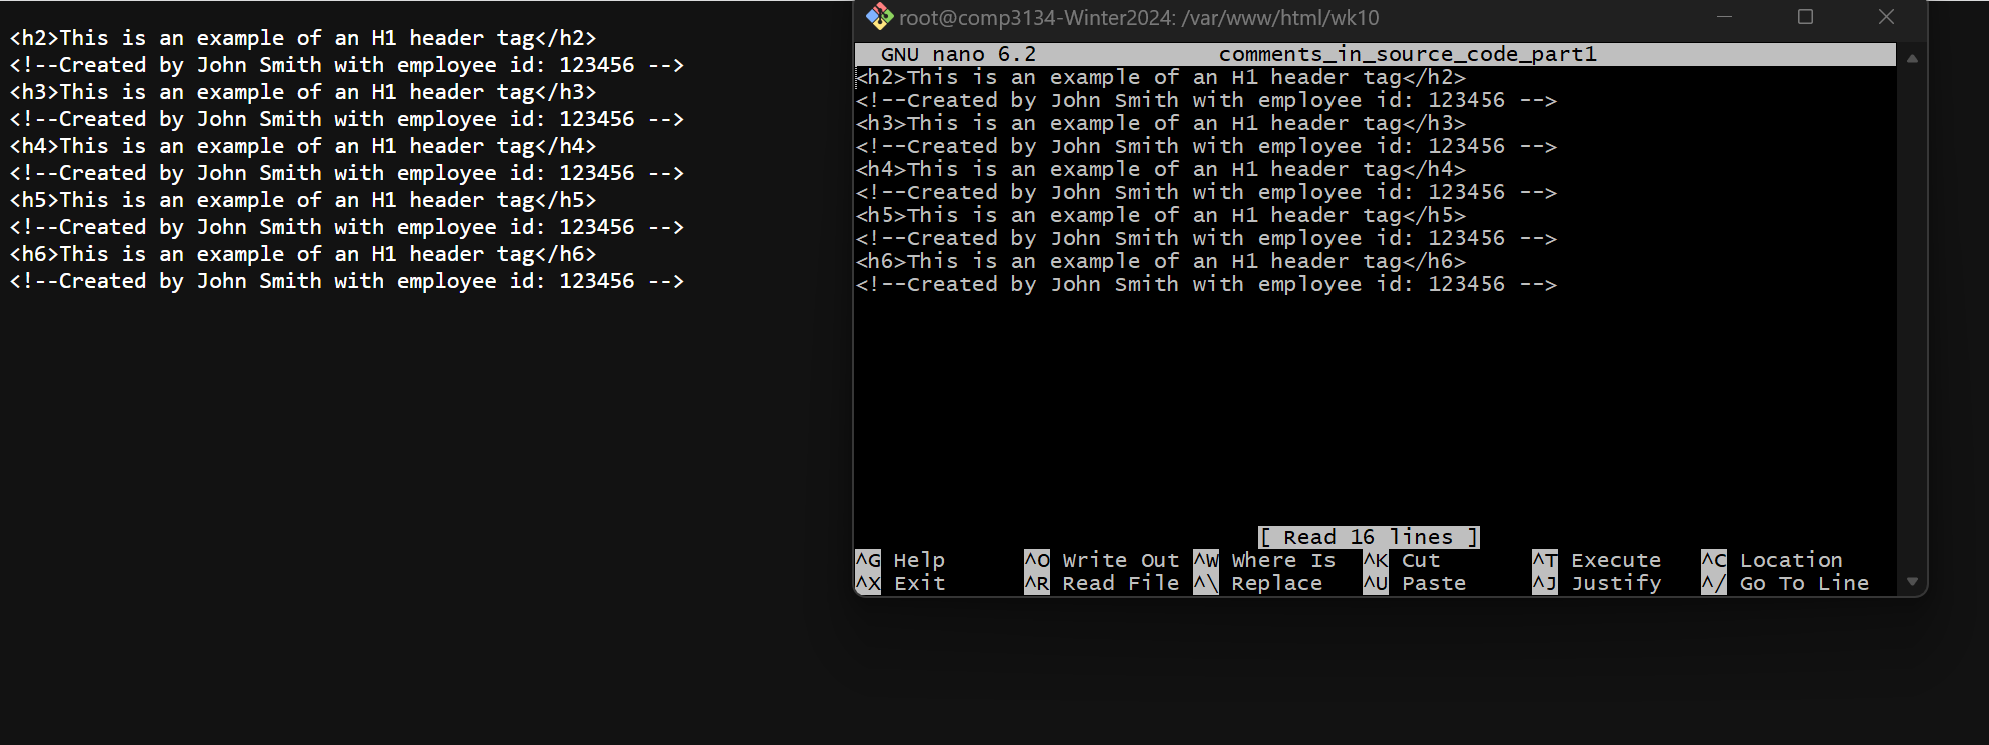 <h2>This is an example of an H1 header tag</h2>
<!--Created by John Smith with employee id: 123456 -->
<h3>This is an example of an H1 header tag</h3>
<!--Created by John Smith with employee id: 123456 -->
<h4>This is an example of an H1 header tag</h4>
<!--Created by John Smith with employee id: 123456 -->
<h5>This is an example of an H1 header tag</h5>
<!--Created by John Smith with employee id: 123456 -->
<h6>This is an example of an H1 header tag</h6>
<!--Created by John Smith with employee id: 123456 -->
root@comp3134-Winter2024: /var/www/html/wk10
GNU nano 6.2 comments_in_source_code_part1
<h2>This is an example of an H1 header tag</h2>
<!--Created by John Smith with employee id: 123456 -->
<h3>This is an example of an H1 header tag</h3>
<!--Created by John Smith with employee id: 123456 -->
<h4>This is an example of an H1 header tag</h4>
<!--Created by John Smith with employee id: 123456 -->
<h5>This is an example of an H1 header tag</h5>
<!--Created by John Smith with employee id: 123456 -->
<h6>This is an example of an H1 header tag</h6>
<!--Created by John Smith with employee id: 123456 -->
[ Read 16 lines ]
^G Help ^O Write Out ^W Where Is ^K Cut ^T Execute ^C Location
^X Exit ^R Read File ^\ Replace ^U Paste ^J Justify ^/ Go To Line